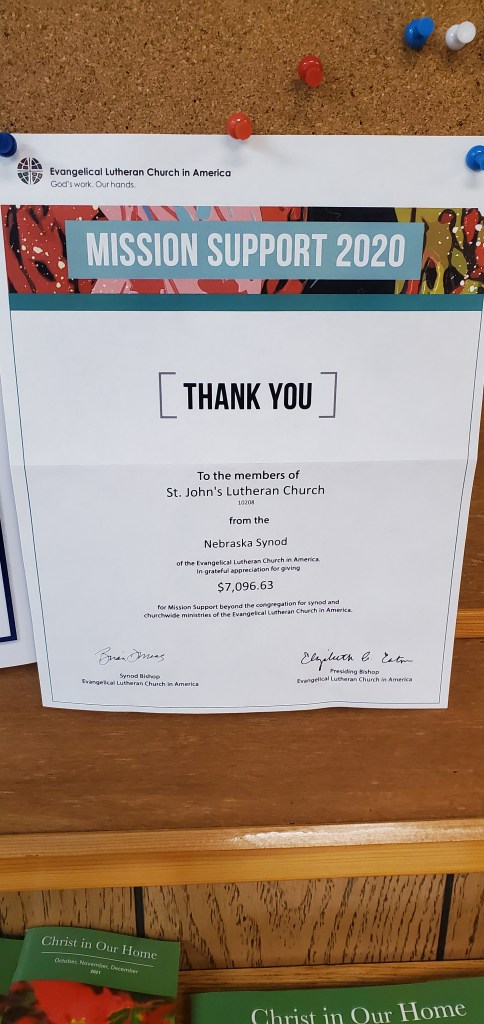 Evangelical Lutheran Church in America
God's work. Our hands.
MISSION SUPPORT 2020
[THANK YOU]
To the members of
St. John's Lutheran Church
10208
from the
Nebraska Synod
of the Evangelical Lutheran Church in America.
In grateful appreciation for giving
$7,096.63
for Mission Support beyond the congregation for synod and
churchwide ministries of the Evangelical Lutheran Church in America.
Brian D. Maas
Synod Bishop
Evangelical Lutheran Church in America
Elizabeth C. Eaton
Presiding Bishop
Evangelical Lutheran Church in America
Christ in Our Home
October, November, December
2021
Christ in Our Home